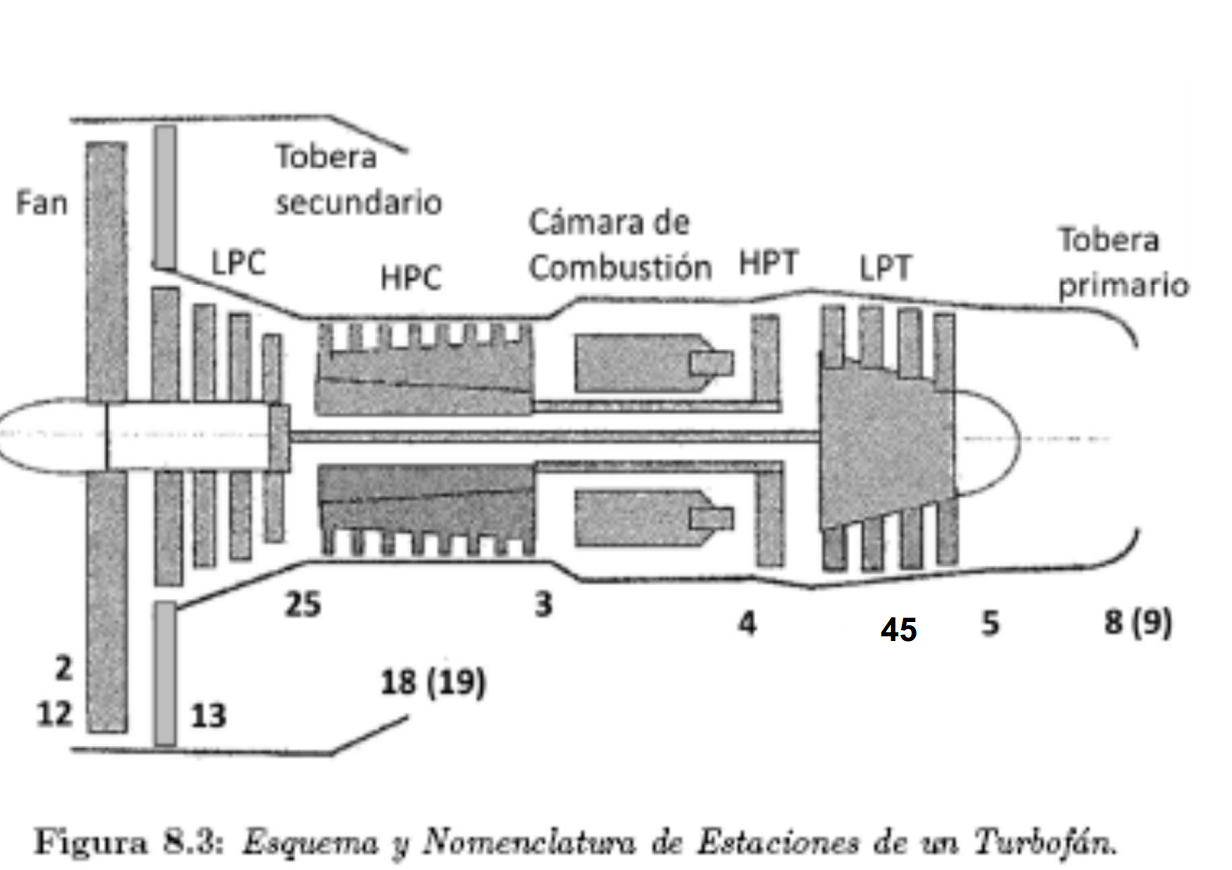 Fan
Tobera
secundario
LPC
HPC
Cámara de
Combustión
HPT
LPT
Tobera
primario
25
3
4
45
5
8 (9)
2
12
13
18 (19)
Figura 8.3: Esquema y Nomenclatura de Estaciones de un Turbofán.